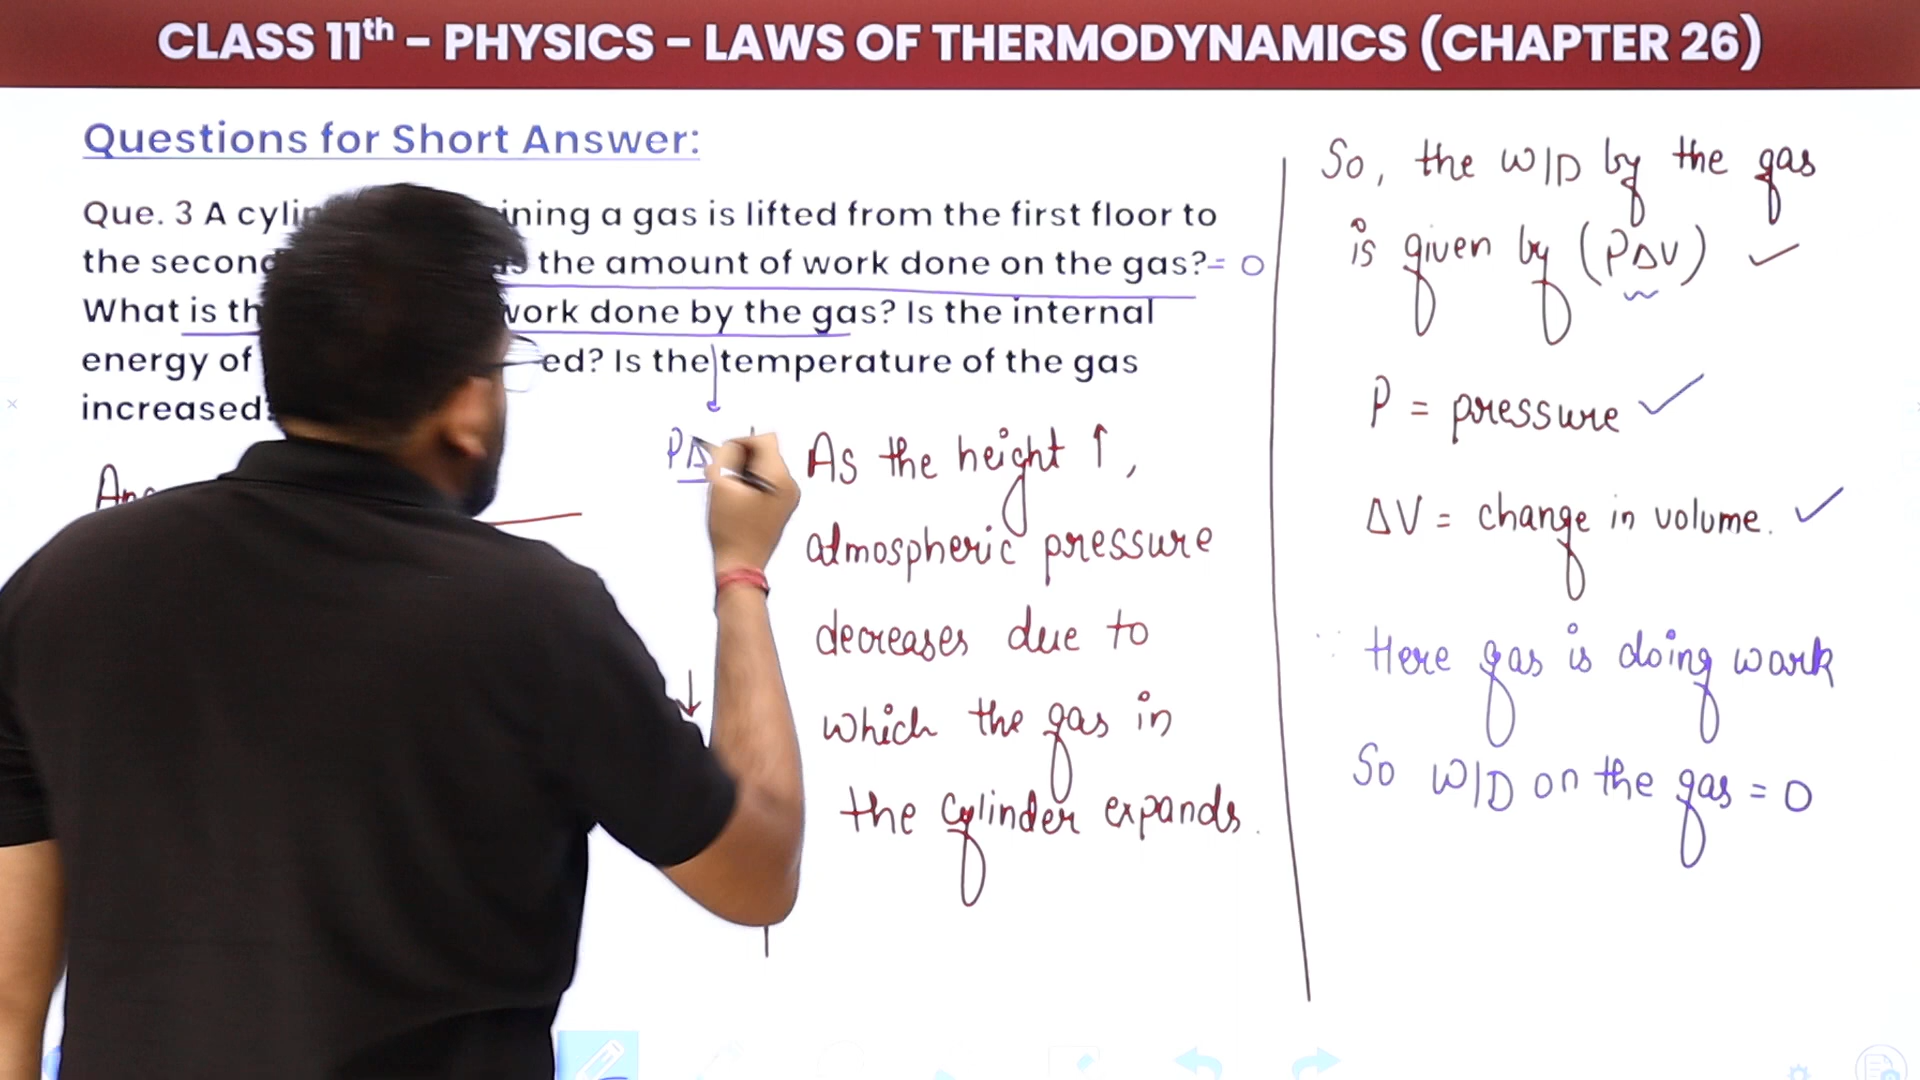 CLASS 11th - PHYSICS - LAWS OF THERMODYNAMICS (CHAPTER 26)
Questions for Short Answer:
Que. 3 A ining a gas is lifted from the first floor to
the the amount of work done on the gas? = 0
What is work done by the gas? Is the internal
energy of ed? Is the temperature of the gas
increased
PΔ
As the height ↑,
atmospheric pressure
decreases due to
which the gas in
the cylinder expands.
So, the W/D by the gas
is given by (PΔV) ✓
P = pressure ✓
ΔV = change in volume. ✓
Here gas is doing work
So W/D on the gas = 0